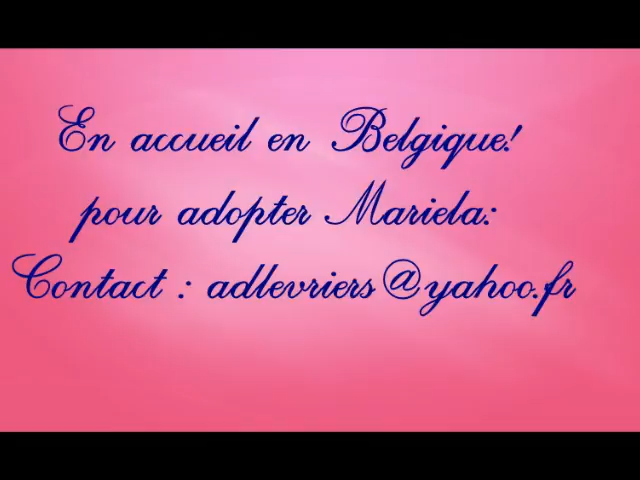 En accueil en Belgique!
pour adopter Mariela:
Contact : adlevriers@yahoo.fr